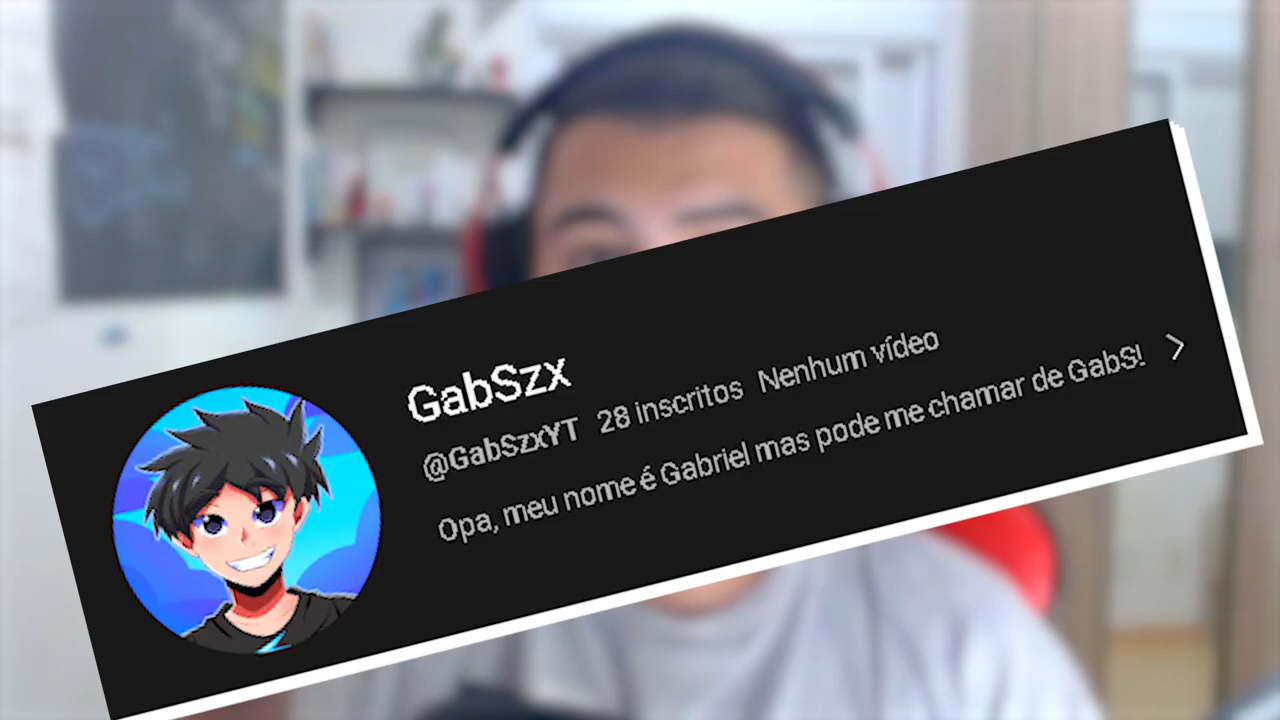 GabSzx
@GabSzxYT 28 inscritos Nenhum vídeo
Opa, meu nome é Gabriel mas pode me chamar de GabS!